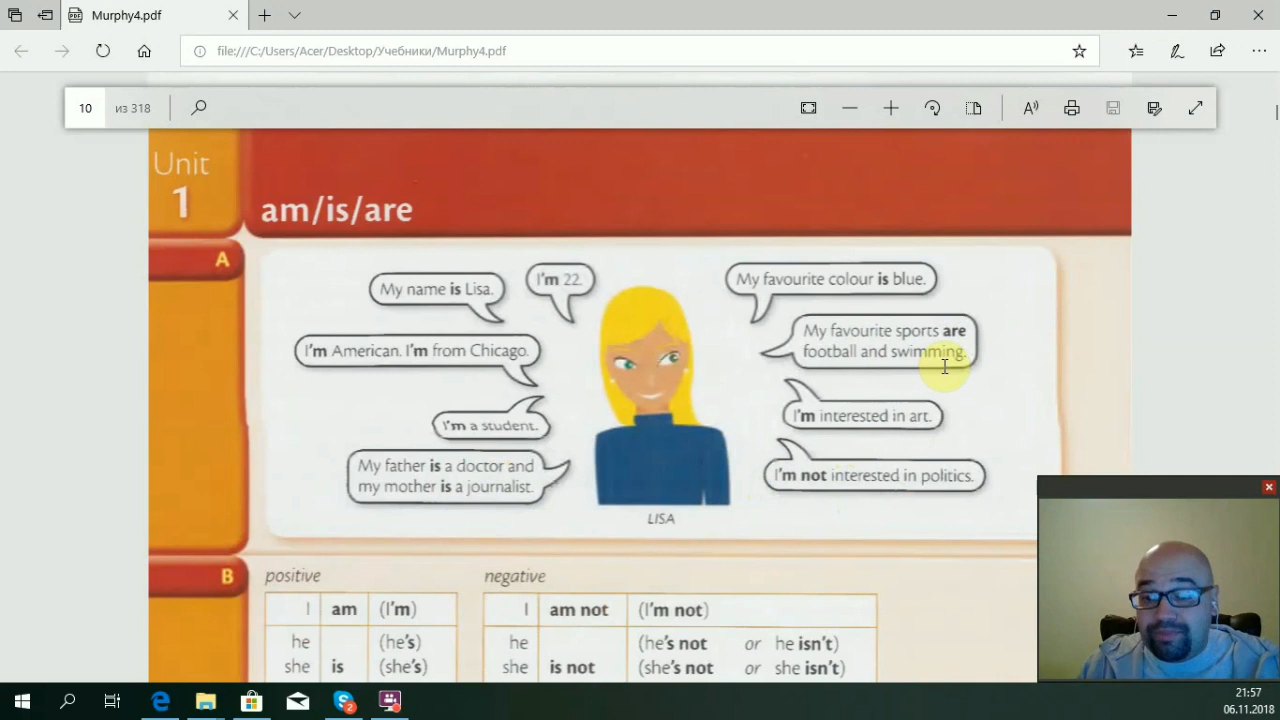 Murphy4.pdf
file:///C:/Users/Acer/Desktop/Учебники/Murphy4.pdf
10 из 318
Unit
1
am/is/are
A
My name is Lisa.
I'm 22.
My favourite colour is blue.
My favourite sports are
football and swimming.
I'm American. I'm from Chicago.
I'm a student.
I'm interested in art.
My father is a doctor and
my mother is a journalist.
I'm not interested in politics.
LISA
B
positive
negative
I am (I'm)
I am not (I'm not)
he (he's)
he (he's not or he isn't)
she is (she's)
she is not (she's not or she isn't)
2
21:57
06.11.2018